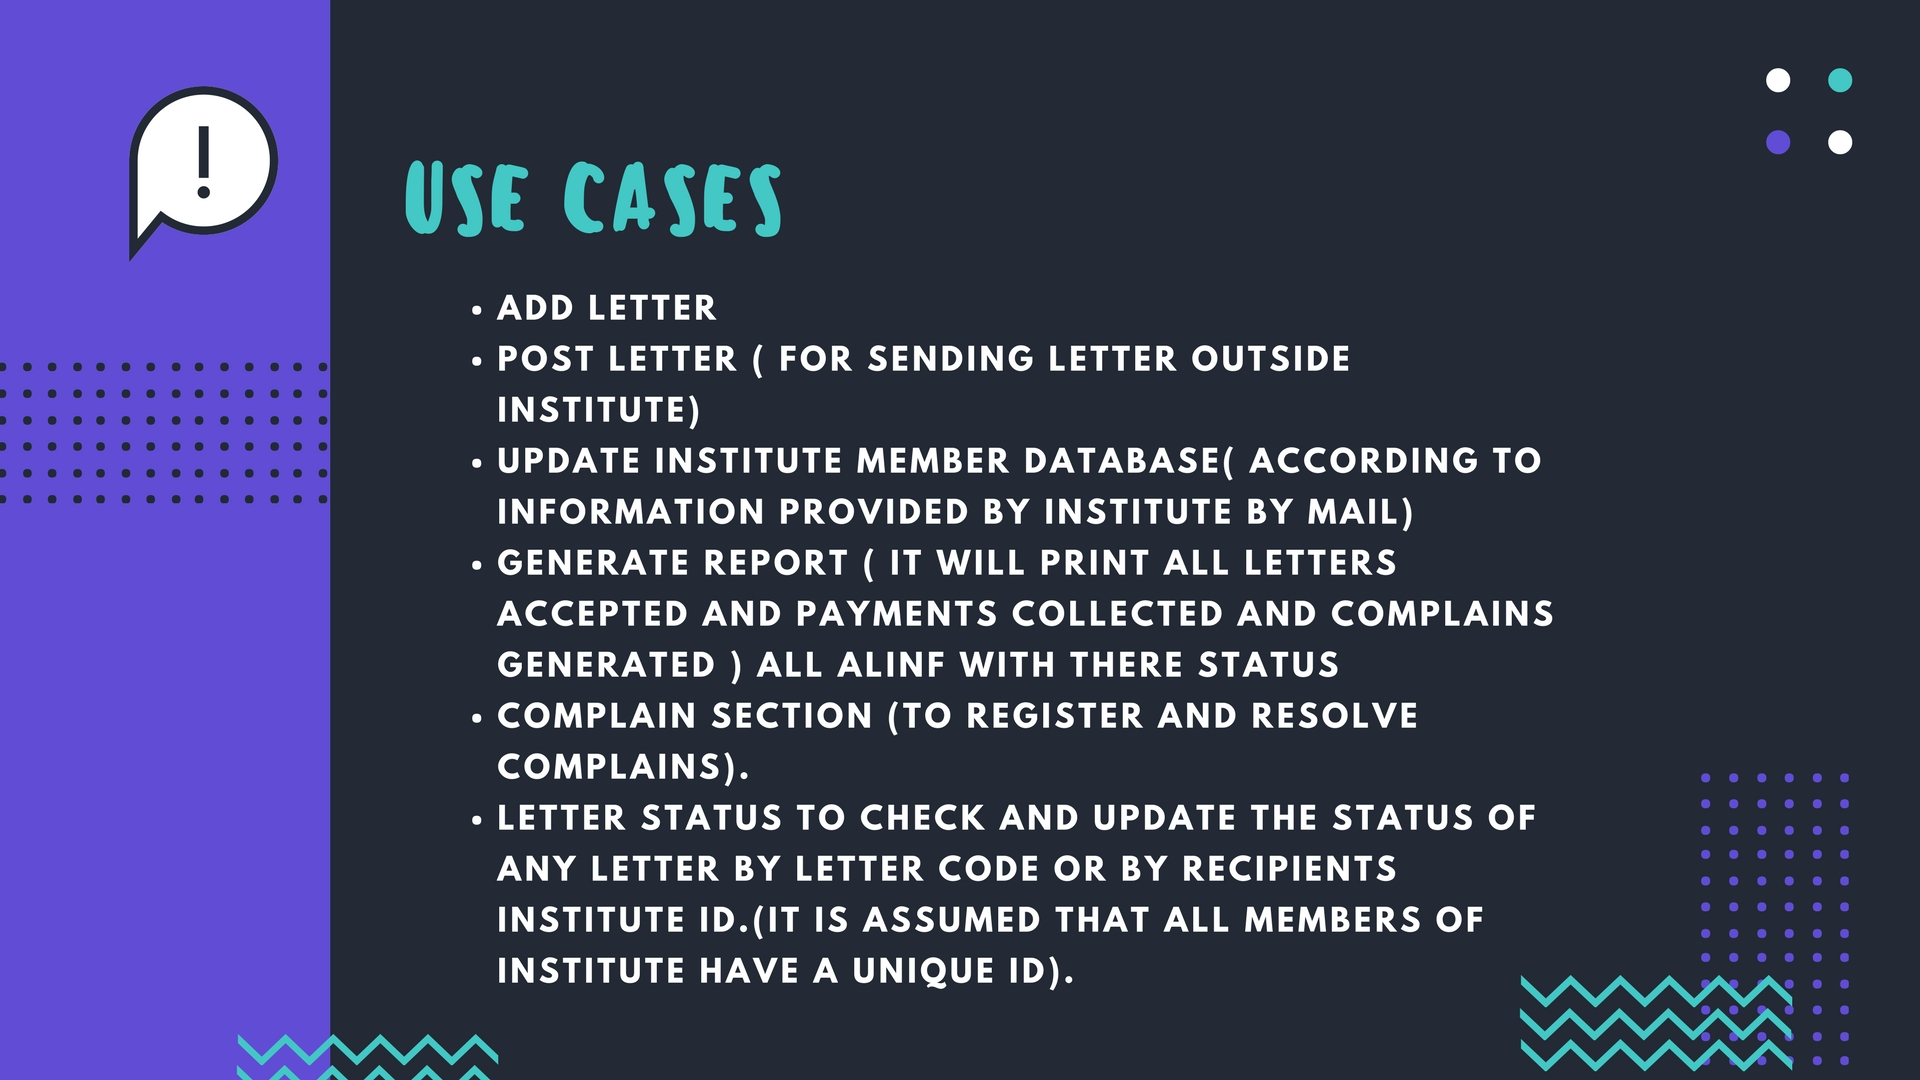 !
USE CASES
• ADD LETTER
• POST LETTER ( FOR SENDING LETTER OUTSIDE
INSTITUTE)
• UPDATE INSTITUTE MEMBER DATABASE( ACCORDING TO
INFORMATION PROVIDED BY INSTITUTE BY MAIL)
• GENERATE REPORT ( IT WILL PRINT ALL LETTERS
ACCEPTED AND PAYMENTS COLLECTED AND COMPLAINS
GENERATED ) ALL ALINF WITH THERE STATUS
• COMPLAIN SECTION (TO REGISTER AND RESOLVE
COMPLAINS).
• LETTER STATUS TO CHECK AND UPDATE THE STATUS OF
ANY LETTER BY LETTER CODE OR BY RECIPIENTS
INSTITUTE ID.(IT IS ASSUMED THAT ALL MEMBERS OF
INSTITUTE HAVE A UNIQUE ID).